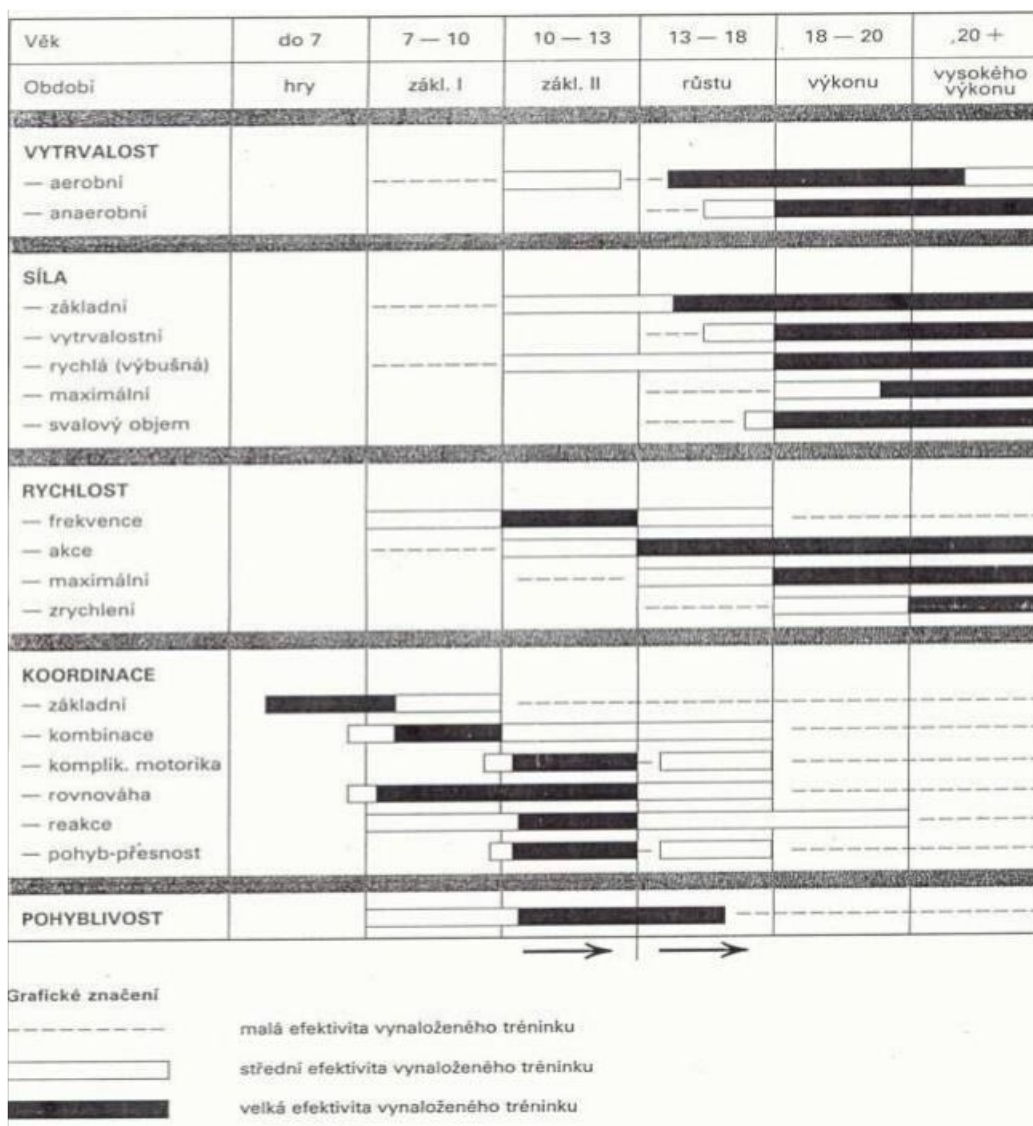 Věk do 7 7 — 10 10 — 13 13 — 18 18 — 20 ,20 +
Období hry zákl. I zákl. II růstu výkonu vysokého výkonu
VYTRVALOST
— aerobní
— anaerobní
SÍLA
— základní
— vytrvalostní
— rychlá (výbušná)
— maximální
— svalový objem
RYCHLOST
— frekvence
— akce
— maximální
— zrychlení
KOORDINACE
— základní
— kombinace
— komplik. motorika
— rovnováha
— reakce
— pohyb-přesnost
POHYBLIVOST
Grafické značení
malá efektivita vynaloženého tréninku
střední efektivita vynaloženého tréninku
velká efektivita vynaloženého tréninku